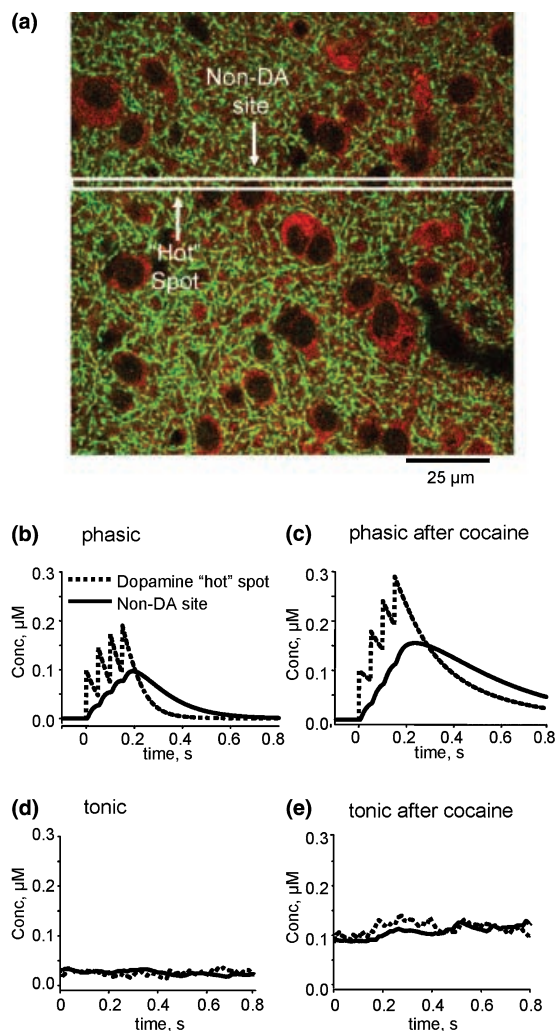 (a)
Non-DA
site
"Hot"
Spot
25 µm
(b) phasic
(c) phasic after cocaine
0.3
0.2
0.1
0.0
Conc, µM
Dopamine "hot" spot
Non-DA site
0 0.2 0.4 0.6 0.8
time, s
0.3
0.2
0.1
0.0
Conc, µM
0 0.2 0.4 0.6 0.8
time, s
(d) tonic
(e) tonic after cocaine
0.3
0.2
0.1
0.0
Conc, µM
0 0.2 0.4 0.6 0.8
time, s
0.3
0.2
0.1
0.0
Conc, µM
0 0.2 0.4 0.6 0.8
time, s